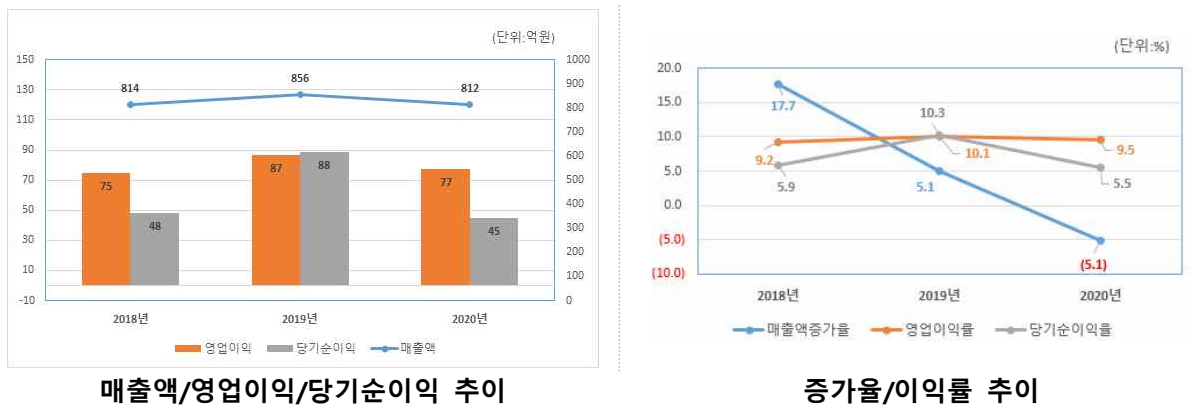 (단위:억원)
150 1000
130 900
110 800
90 700
70 600
50 500
30 400
10 300
-10 200
100
0
814 856 812
75 48 87 88 77 45
2018년 2019년 2020년
영업이익 당기순이익 매출액
매출액/영업이익/당기순이익 추이
(단위:%)
20.0
15.0
10.0
5.0
0.0
(5.0)
(10.0)
17.7 5.1 (5.1)
9.2 10.1 9.5
5.9 10.3 5.5
2018년 2019년 2020년
매출액증가율 영업이익률 당기순이익률
증가율/이익률 추이